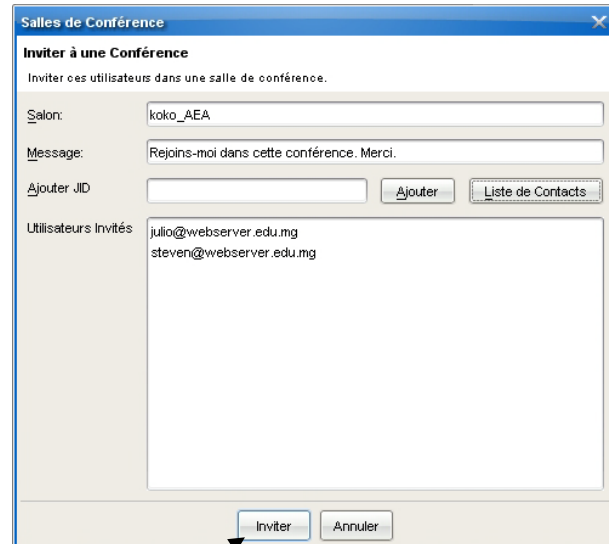 Salles de Conférence
Inviter à une Conférence
Inviter ces utilisateurs dans une salle de conférence.
Salon: koko_AEA
Message: Rejoins-moi dans cette conférence. Merci.
Ajouter JID Ajouter Liste de Contacts
Utilisateurs Invités julio@webserver.edu.mg
steven@webserver.edu.mg
Inviter Annuler